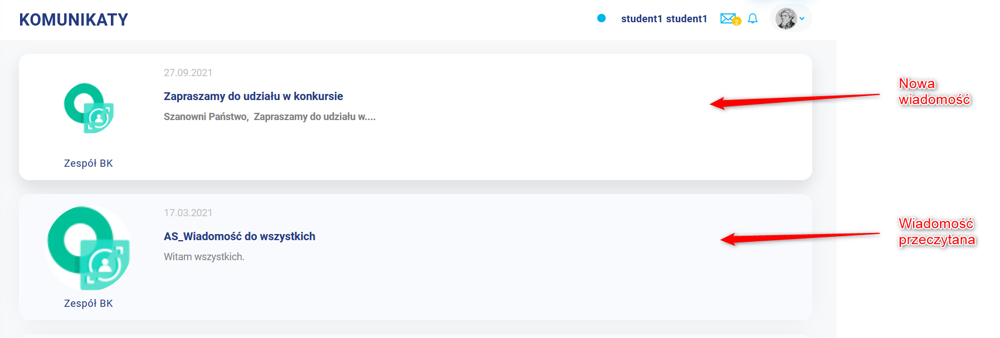 KOMUNIKATY
student1 student1
2
27.09.2021
Zapraszamy do udziału w konkursie
Szanowni Państwo,  Zapraszamy do udziału w....
Zespół BK
Nowa
wiadomość
17.03.2021
AS_Wiadomość do wszystkich
Witam wszystkich.
Zespół BK
Wiadomość
przeczytana